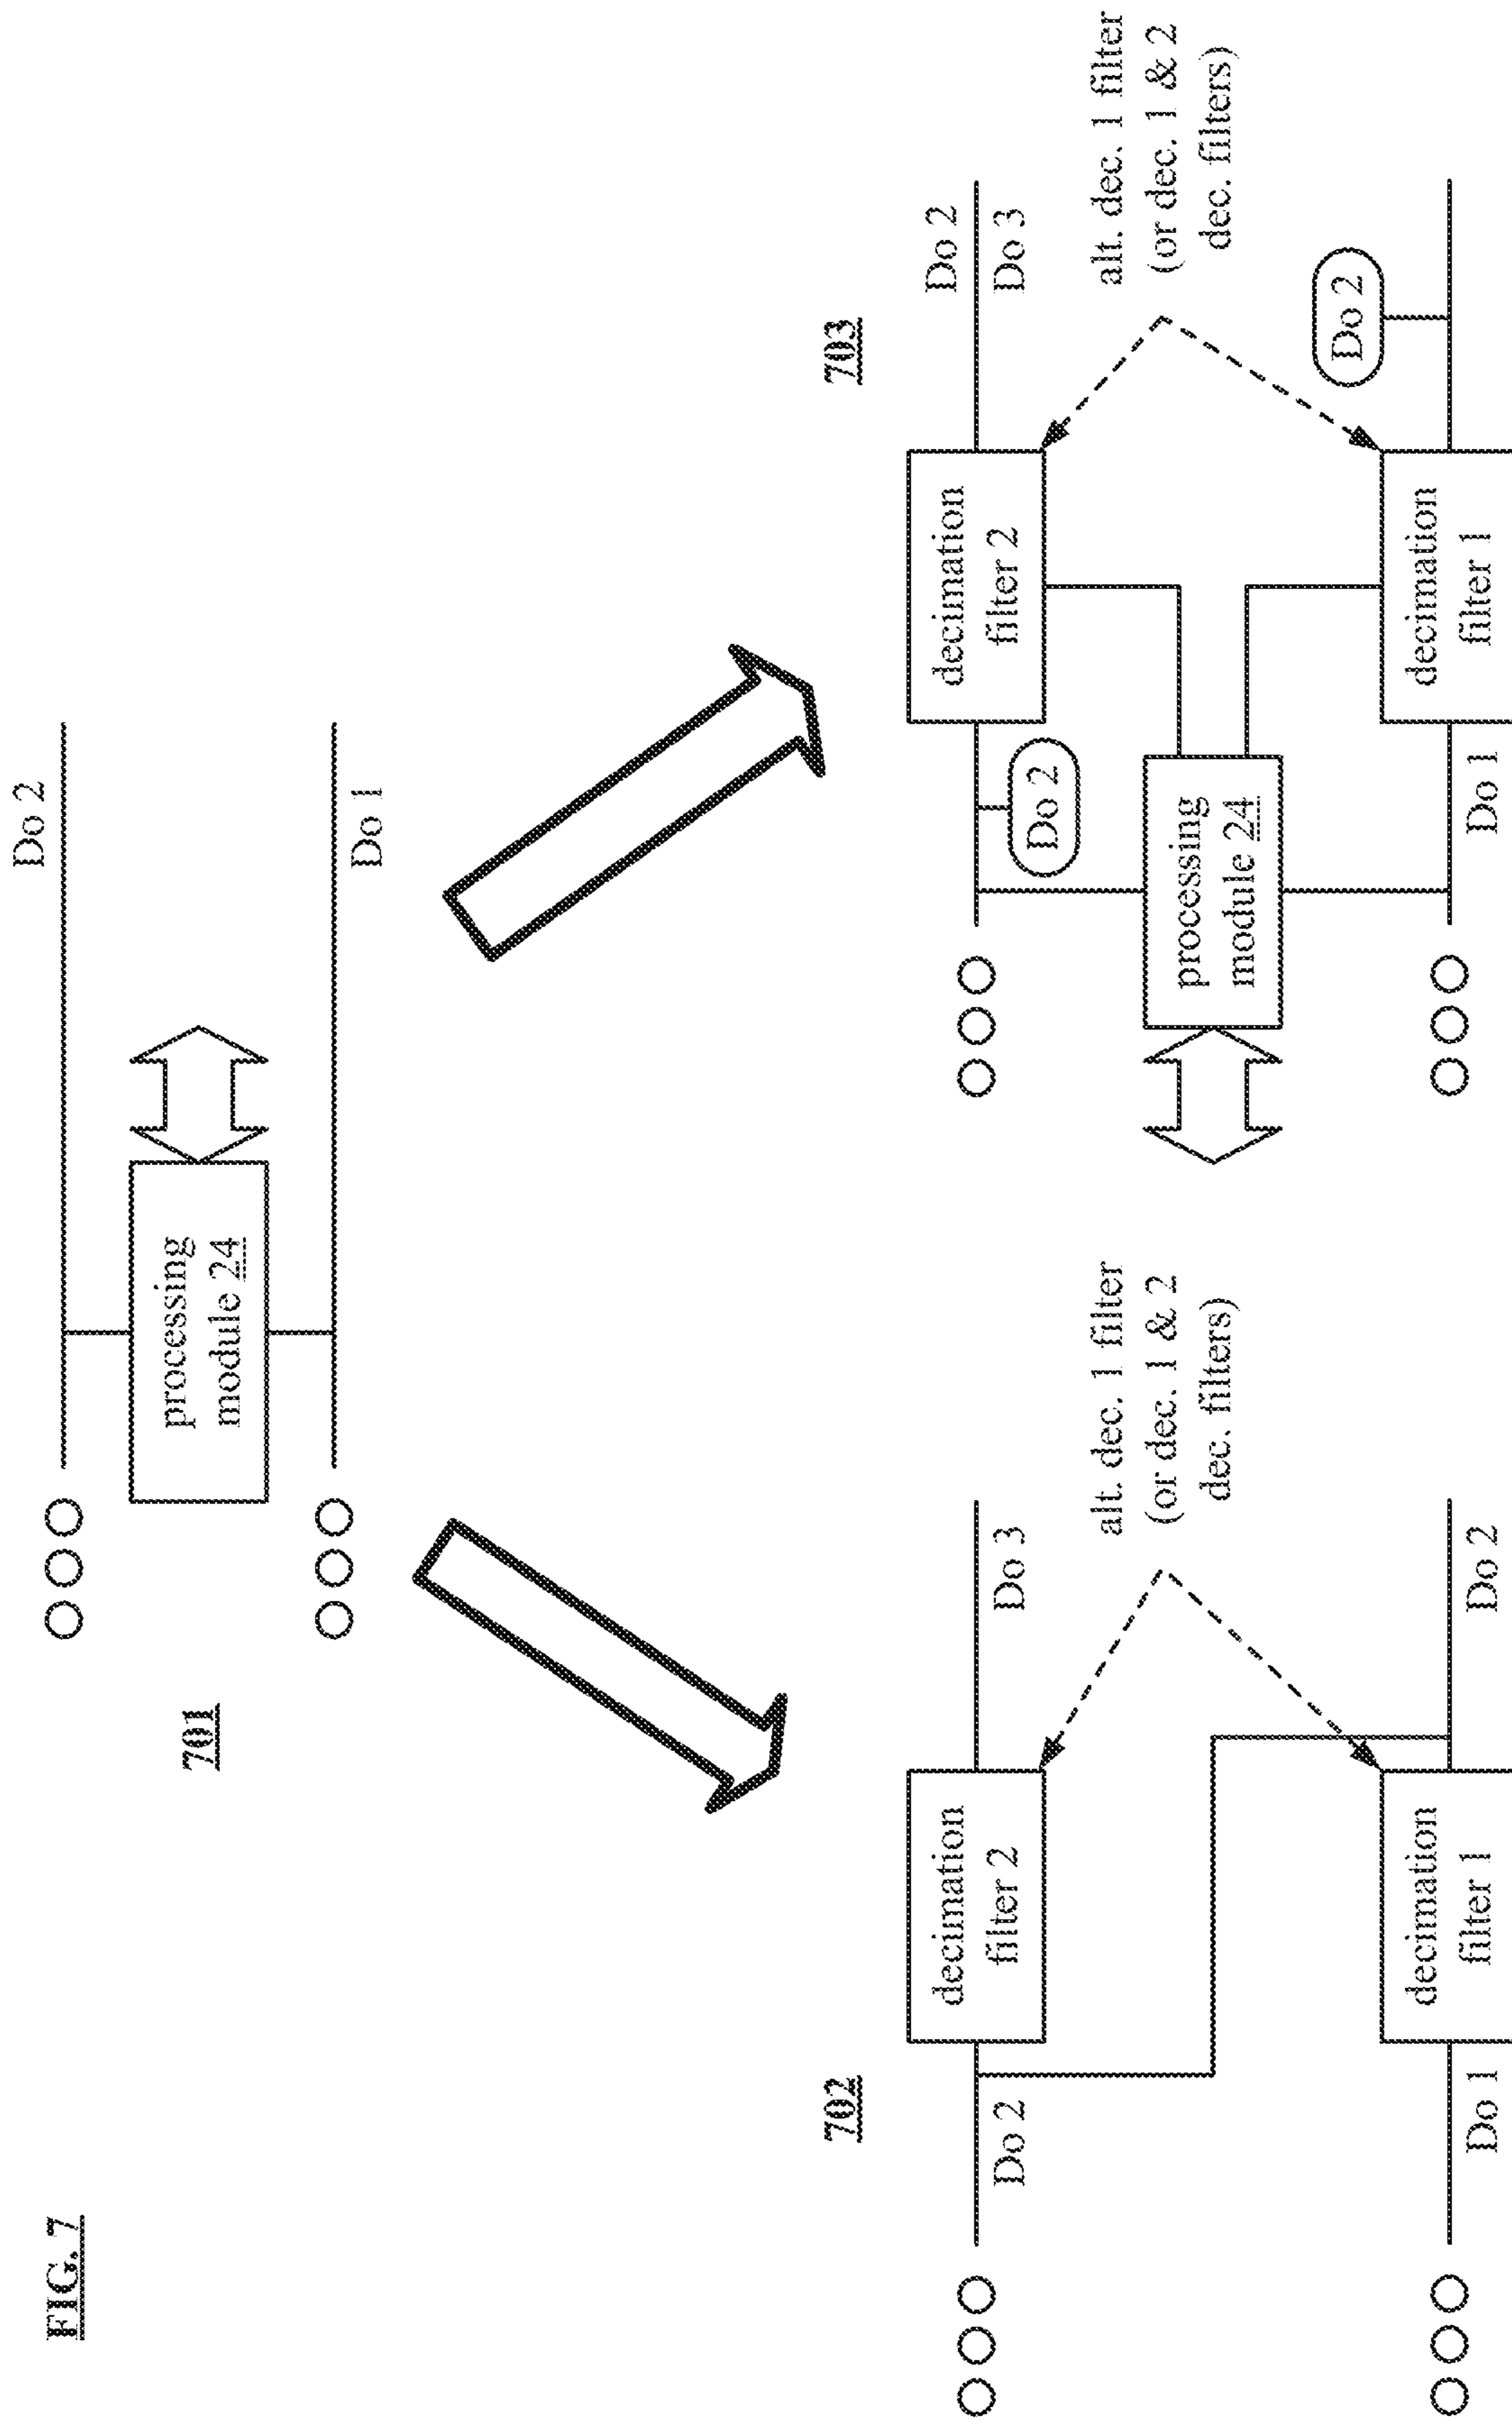 FIG. 7
701
processing
module 24
Do 2
Do 1
702
Do 2
decimation
filter 2
Do 3
Do 1
decimation
filter 1
Do 2
alt. dec. 1 filter
(or dec. 1 & 2
dec. filters)
703
Do 2
decimation
filter 2
Do 2
Do 3
processing
module 24
Do 1
decimation
filter 1
Do 2
alt. dec. 1 filter
(or dec. 1 & 2
dec. filters)